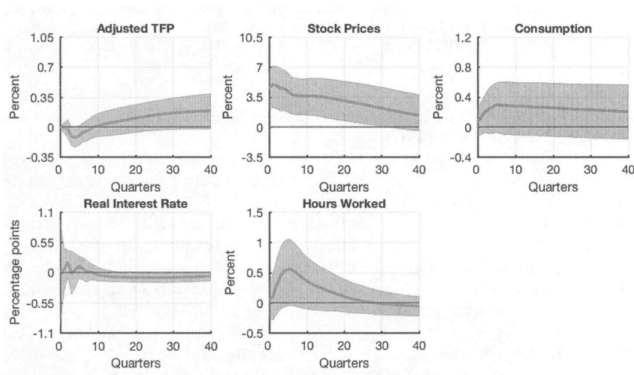 Adjusted TFP
Percent
1.05
0.7
0.35
0
-0.35
0 10 20 30 40
Quarters
Stock Prices
Percent
10.5
7
3.5
0
-3.5
0 10 20 30 40
Quarters
Consumption
Percent
1.2
0.8
0.4
0
-0.4
0 10 20 30 40
Quarters
Real Interest Rate
Percentage points
1.1
0.55
0
-0.55
-1.1
0 10 20 30 40
Quarters
Hours Worked
Percent
1.5
1
0.5
0
-0.5
0 10 20 30 40
Quarters